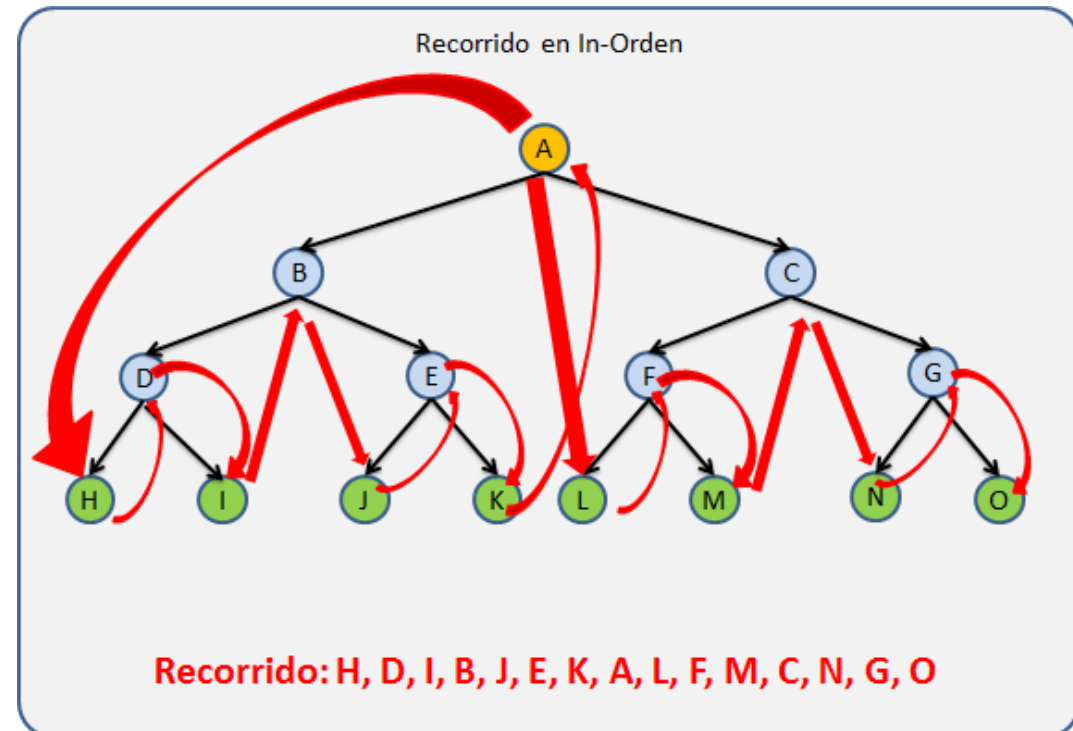 Recorrido en In-Orden
A
B C
D E F G
H I J K L M N O
Recorrido: H, D, I, B, J, E, K, A, L, F, M, C, N, G, O